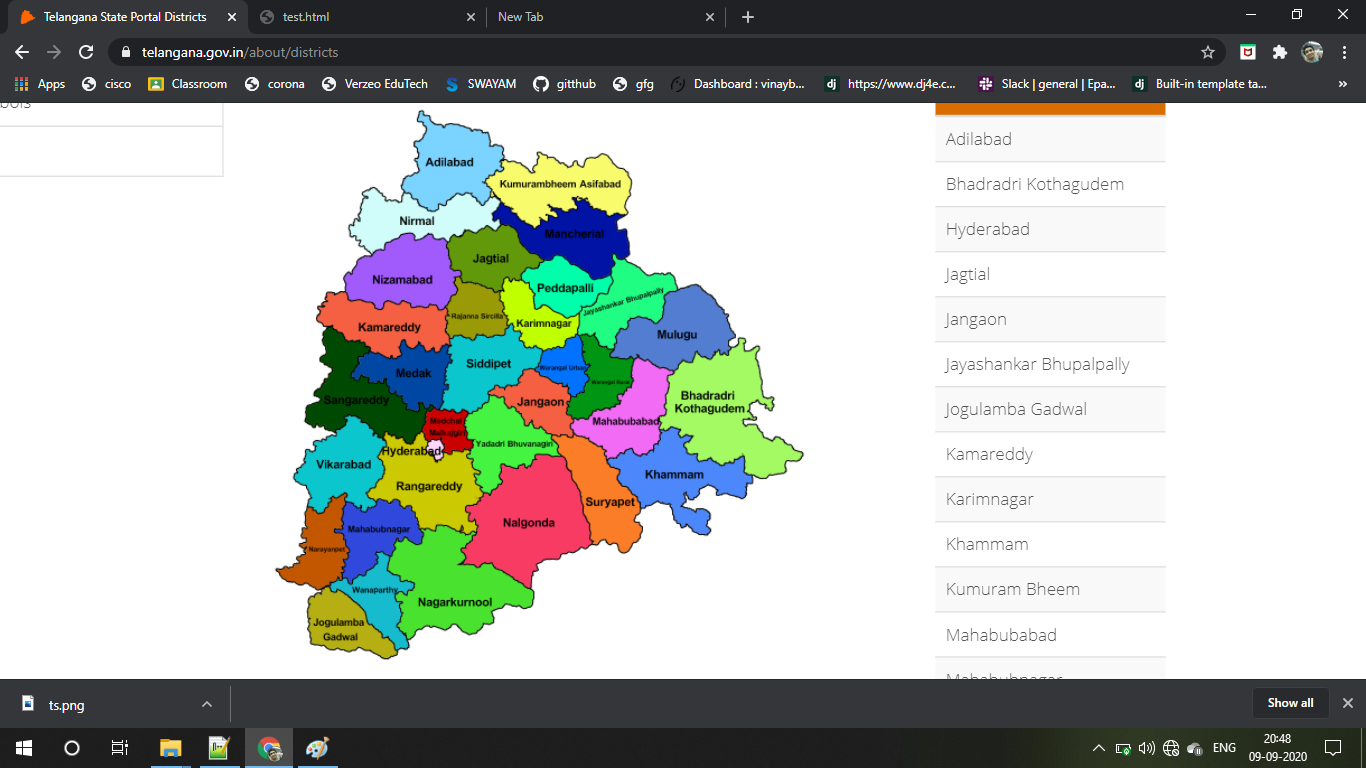 Telangana State Portal Districts
test.html
New Tab
telangana.gov.in/about/districts
Apps
cisco
Classroom
corona
Verzeo EduTech
SWAYAM
gitthub
gfg
Dashboard : vinayb...
https://www.dj4e.c...
Slack | general | Epa...
Built-in template ta...
Adilabad
Kumurambheem Asifabad
Nirmal
Mancherial
Jagtial
Nizamabad
Peddapalli
Jayashankar Bhupalpally
Rajanna Sircilla
Karimnagar
Kamareddy
Mulugu
Siddipet
Warangal Urban
Medak
Warangal Rural
Bhadradri
Kothagudem
Sangareddy
Jangaon
Mahabubabad
Medchal
Malkajgiri
Yadadri Bhuvanagiri
Hyderabad
Vikarabad
Rangareddy
Khammam
Suryapet
Nalgonda
Mahabubnagar
Narayanpet
Wanaparthy
Nagarkurnool
Jogulamba
Gadwal
Adilabad
Bhadradri Kothagudem
Hyderabad
Jagtial
Jangaon
Jayashankar Bhupalpally
Jogulamba Gadwal
Kamareddy
Karimnagar
Khammam
Kumuram Bheem
Mahabubabad
Mahabubnagar
ts.png
Show all
ENG
20:48
09-09-2020